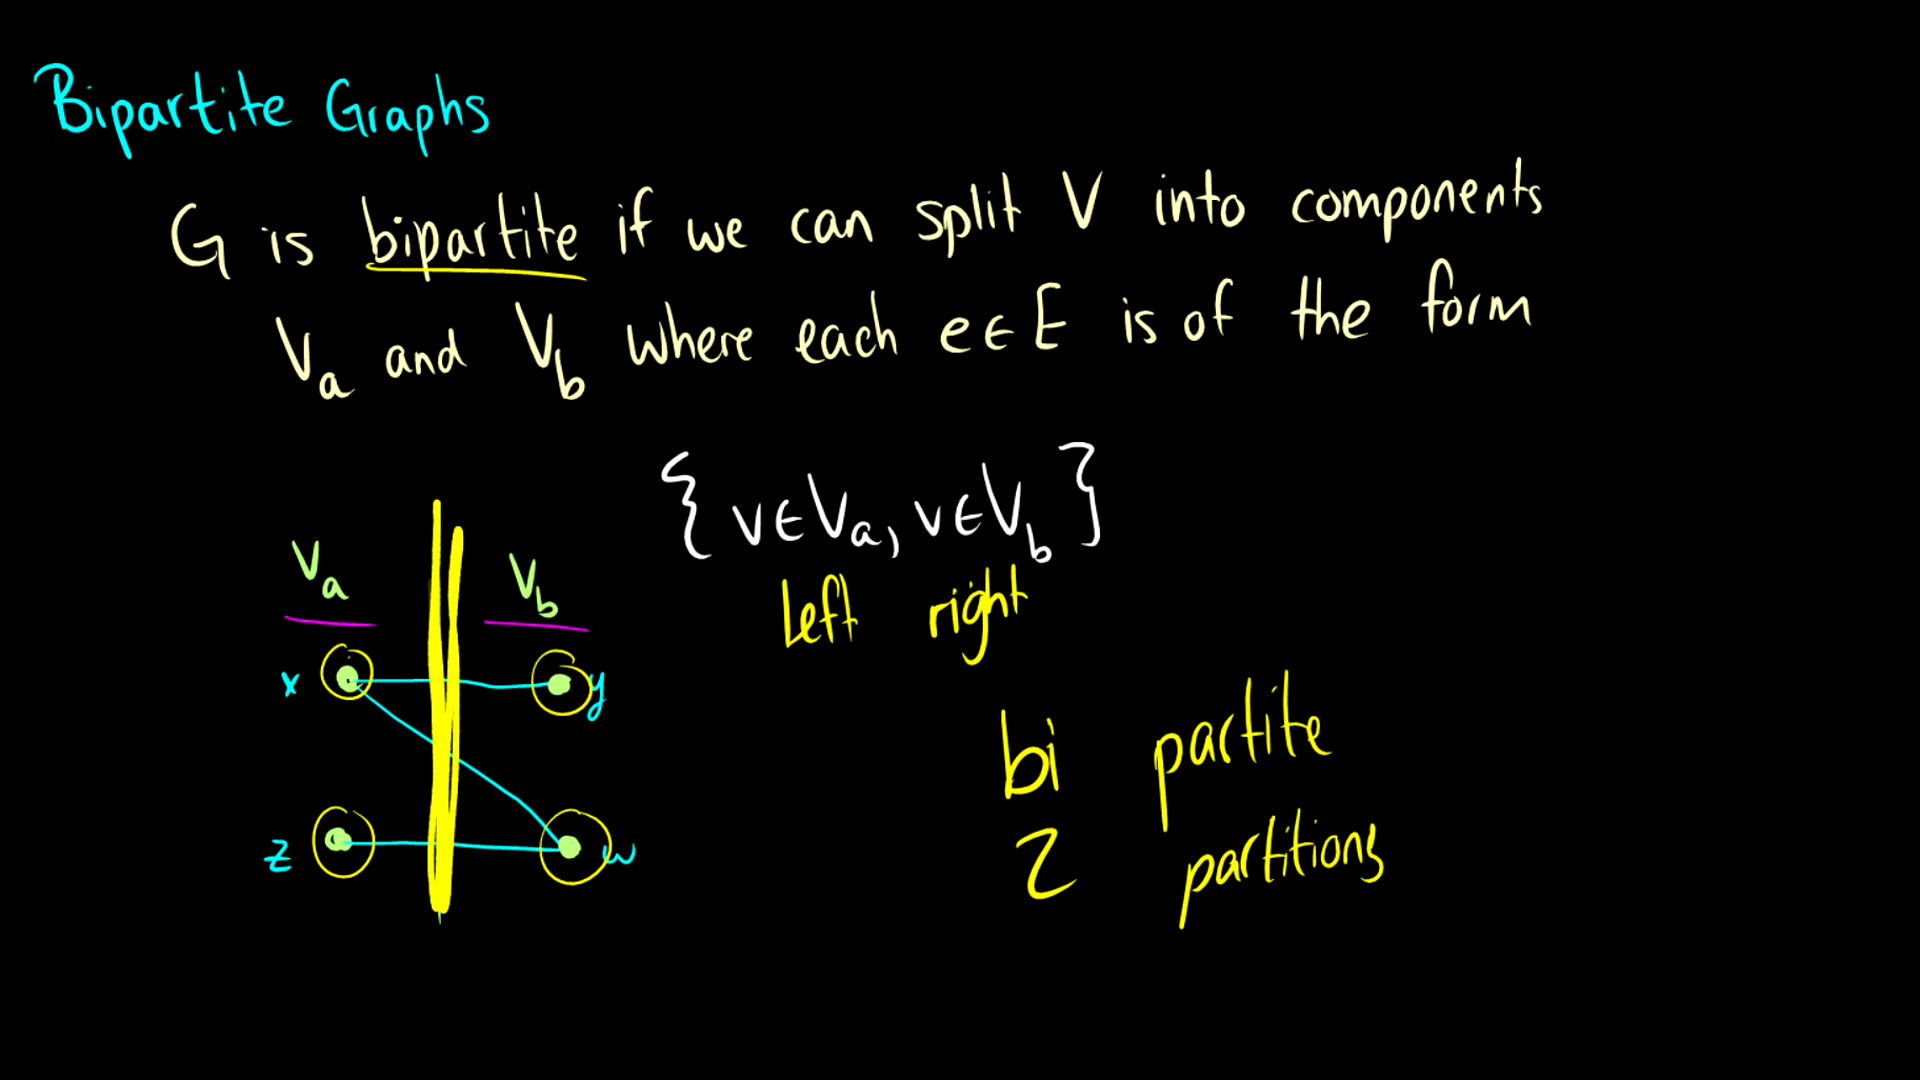 Bipartite Graphs
G is bipartite if we can split V into components
Va and Vb where each e∈E is of the form
{v∈Va, v∈Vb}
left right
Va Vb
x y
z w
bi partite
2 partitions